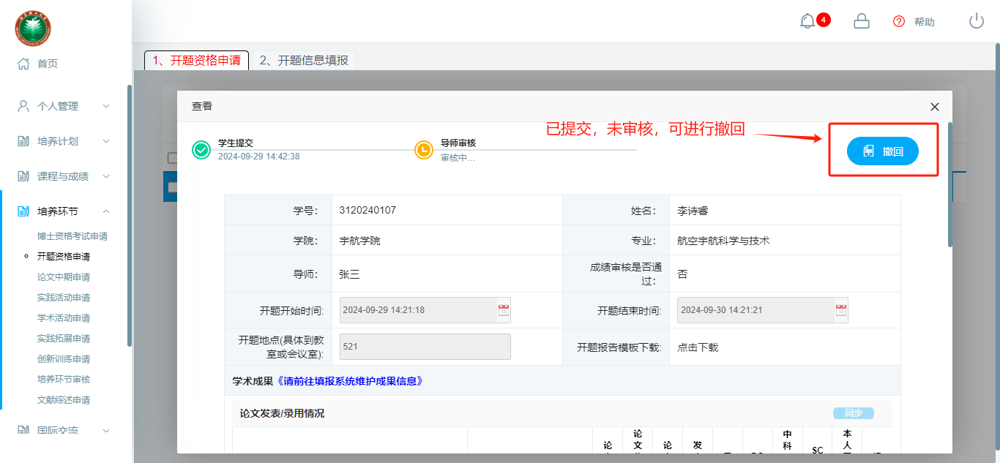 4
帮助
首页
个人管理
培养计划
课程与成绩
培养环节
博士资格考试申请
开题资格申请
论文中期申请
实践活动申请
学术活动申请
实践拓展申请
创新训练申请
培养环节审核
文献综述申请
国际交流
1、开题资格申请
2、开题信息填报
查看
已提交，未审核，可进行撤回
学生提交
2024-09-29 14:42:38
导师审核
审核中...
撤回
学号：
3120240107
姓名：
李诗睿
学院：
宇航学院
专业：
航空宇航科学与技术
导师：
张三
成绩审核是否通
过：
否
开题开始时间:
2024-09-29 14:21:18
开题结束时间:
2024-09-30 14:21:21
开题地点(具体到教
室或会议室):
521
开题报告模板下载:
点击下载
学术成果《请前往填报系统维护成果信息》
论文发表/录用情况
同步
论
论
文
论
发
中
科
SC
本
人